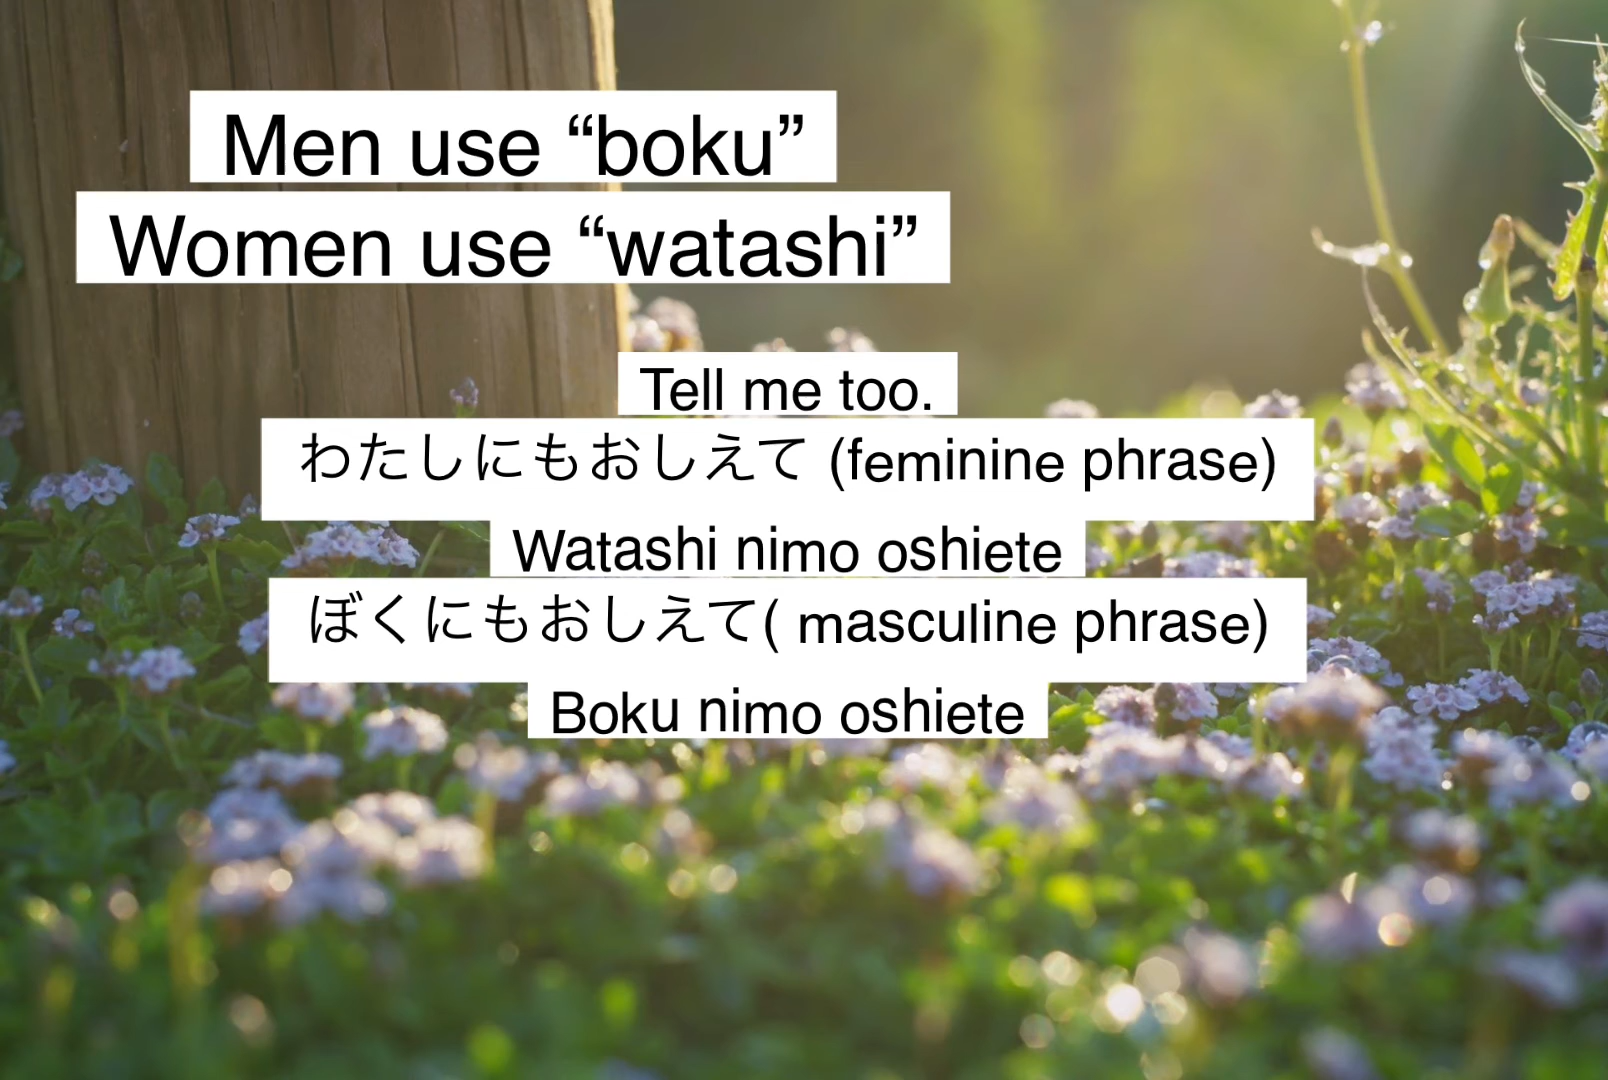 Men use “boku”
Women use “watashi”
Tell me too.
わたしにもおしえて (feminine phrase)
Watashi nimo oshiete
ぼくにもおしえて( masculine phrase)
Boku nimo oshiete